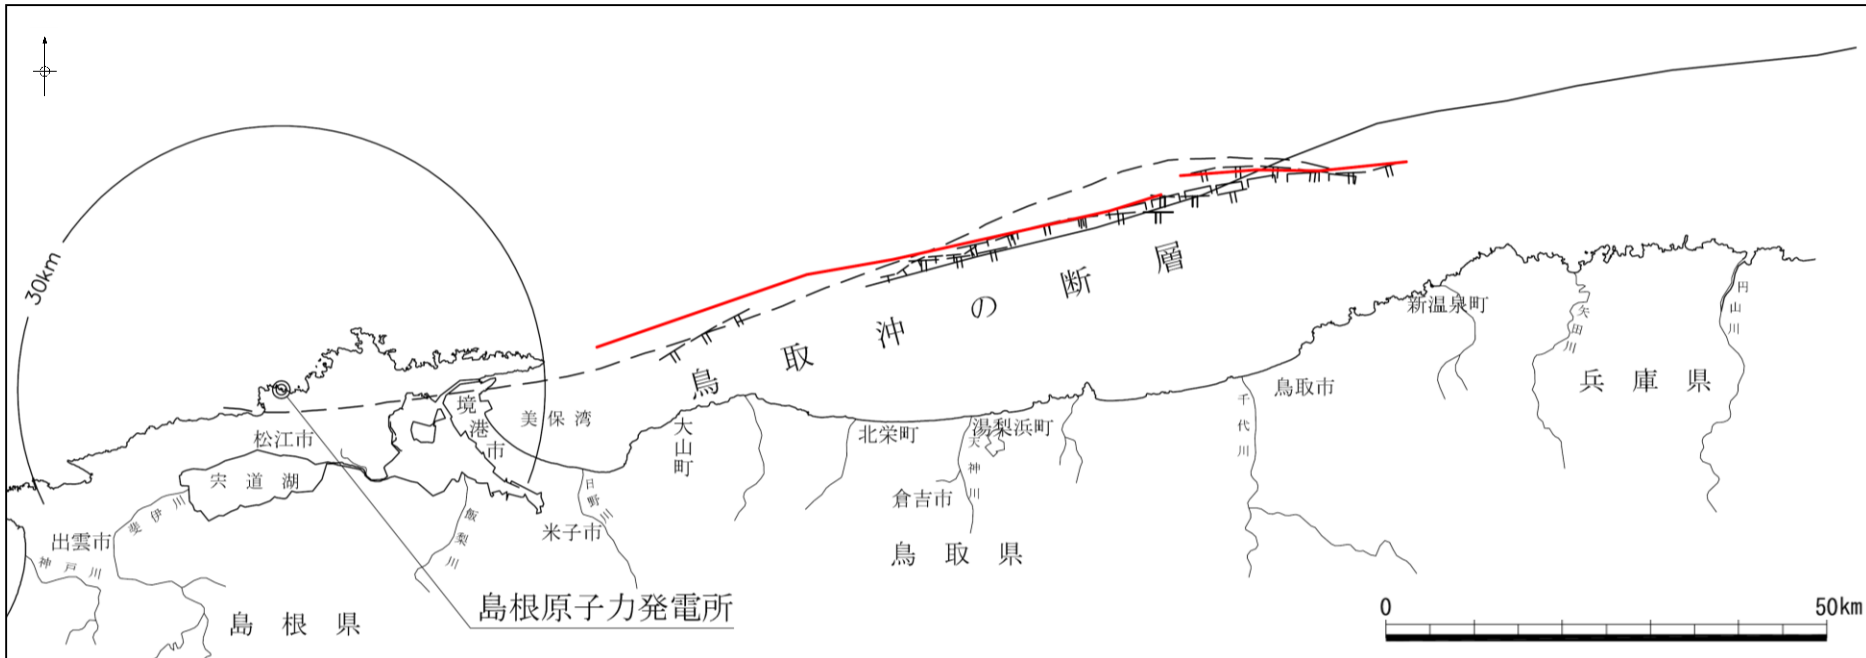 30km
鳥取沖の断層
新温泉町
矢田川
円山川
兵庫県
鳥取市
千代川
境港市
美保湾
大山町
北栄町
湯梨浜町
天神川
倉吉市
松江市
宍道湖
斐伊川
出雲市
神戸川
飯梨川
米子市
日野川
鳥取県
島根原子力発電所
島根県
0
50km